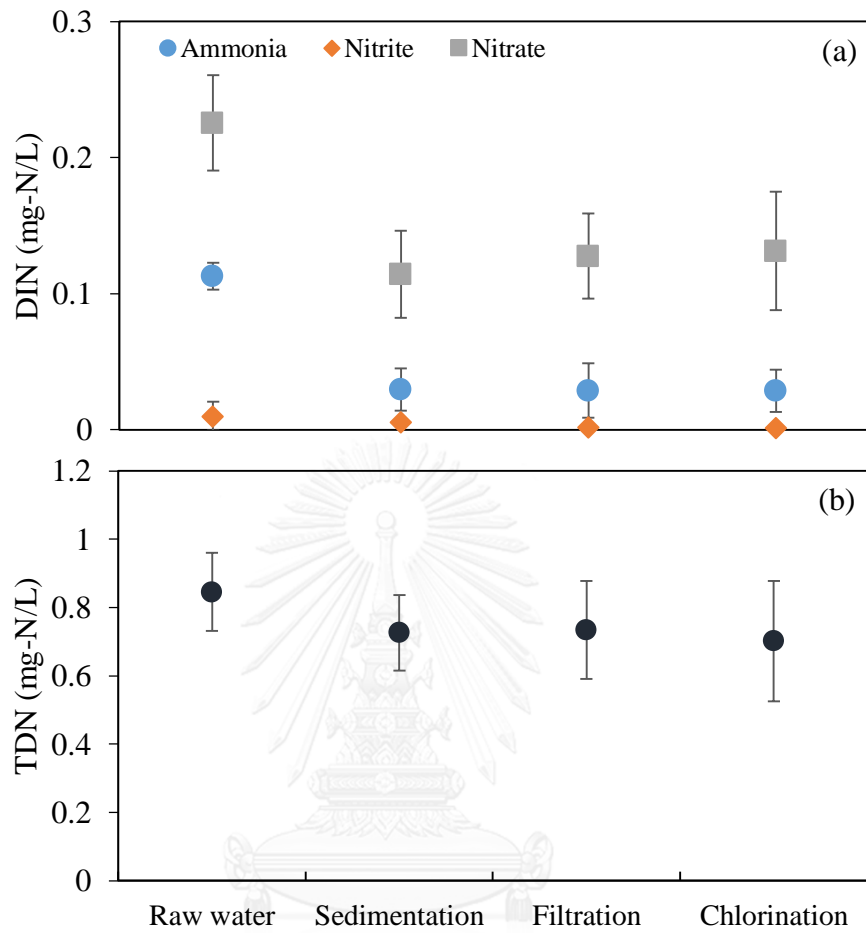 0.3
Ammonia Nitrite Nitrate (a)
0.2
0.1
0
DIN (mg-N/L)
1.2
(b)
1
0.8
0.6
0.4
0.2
0
TDN (mg-N/L)
Raw water Sedimentation Filtration Chlorination